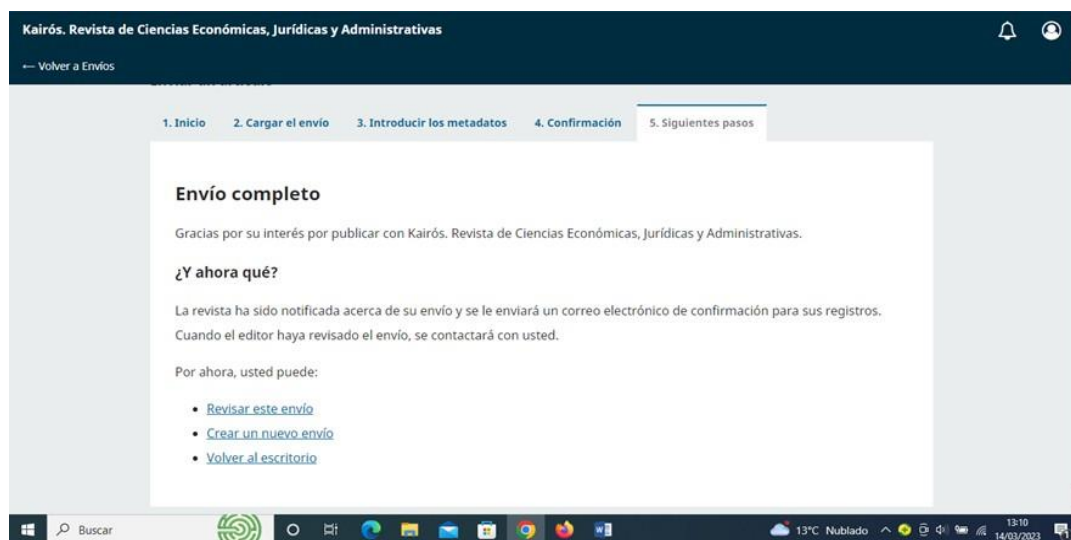 Kairós. Revista de Ciencias Económicas, Jurídicas y Administrativas
← Volver a Envíos
1. Inicio 2. Cargar el envío 3. Introducir los metadatos 4. Confirmación 5. Siguientes pasos
Envío completo
Gracias por su interés por publicar con Kairós. Revista de Ciencias Económicas, Jurídicas y Administrativas.
¿Y ahora qué?
La revista ha sido notificada acerca de su envío y se le enviará un correo electrónico de confirmación para sus registros.
Cuando el editor haya revisado el envío, se contactará con usted.
Por ahora, usted puede:
• Revisar este envío
• Crear un nuevo envío
• Volver al escritorio
Buscar
13°C Nublado
13:10
14/03/2023